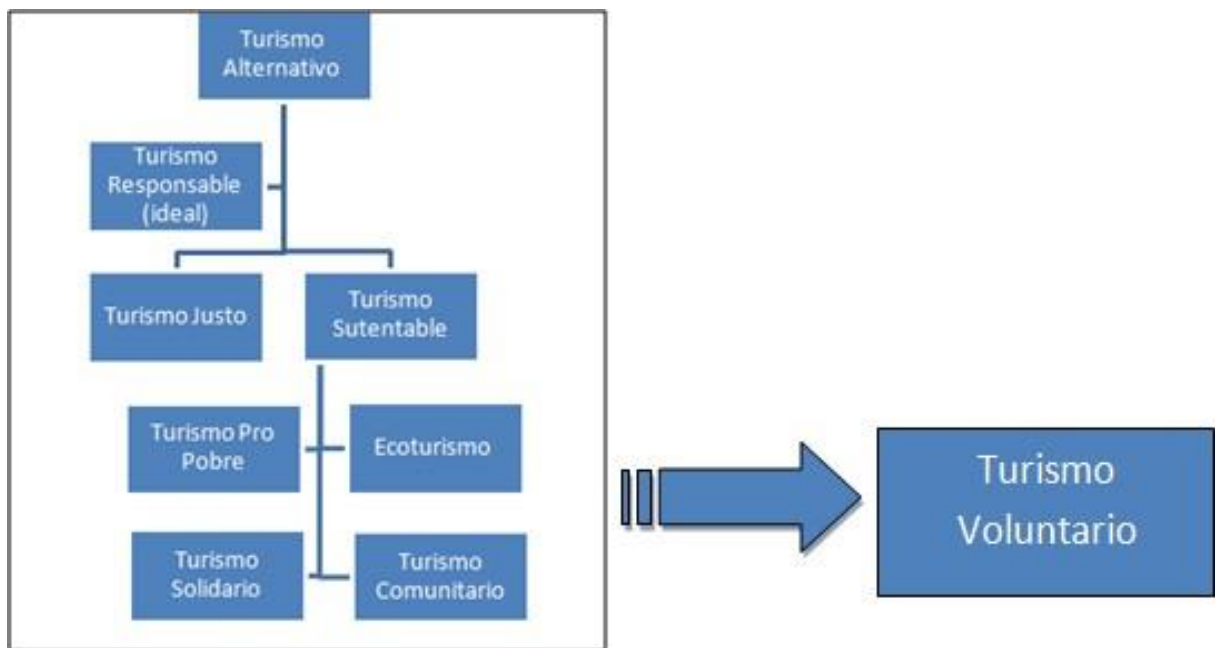 Turismo
Alternativo
Turismo
Responsable
(ideal)
Turismo Justo
Turismo
Sutentable
Turismo Pro
Pobre
Ecoturismo
Turismo
Solidario
Turismo
Comunitario
Turismo
Voluntario